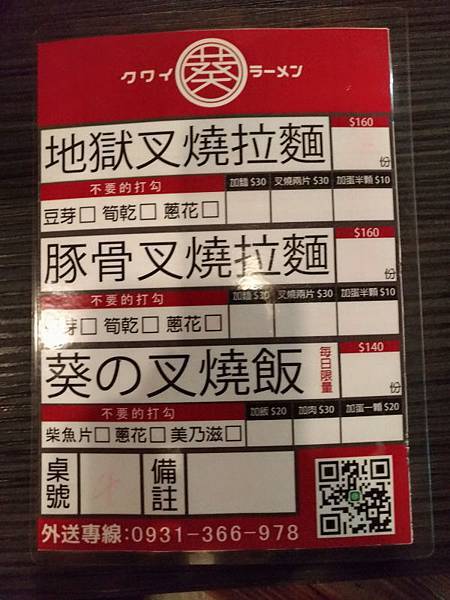 クワイ 葵 ラーメン
地獄叉燒拉麵 $160 份
不要的打勾 加麵 $30 叉燒兩片 $30 加蛋半顆 $10
豆芽□ 筍乾□ 蔥花□
豚骨叉燒拉麵 $160 份
不要的打勾 加麵 $30 叉燒兩片 $30 加蛋半顆 $10
豆芽□ 筍乾□ 蔥花□
葵の叉燒飯 每日限量 $140 份
不要的打勾 加飯 $20 加肉 $30 加蛋一顆 $20
柴魚片□ 蔥花□ 美乃滋□
桌號 備註
外送專線:0931-366-978